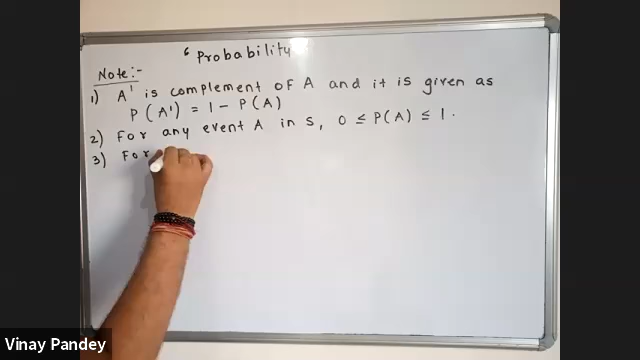 6 Probability
Note:-
1) A' is complement of A and it is given as
P(A') = 1 - P(A)
2) For any event A in s, 0 ≤ P(A) ≤ 1.
3) For
Vinay Pandey